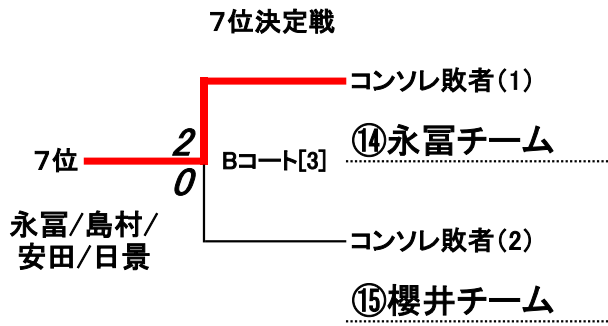 7位決定戦
コンソレ敗者(1)
2
⑭永冨チーム
7位
Bコート[3]
0
永冨/島村/
安田/日景
コンソレ敗者(2)
⑮櫻井チーム